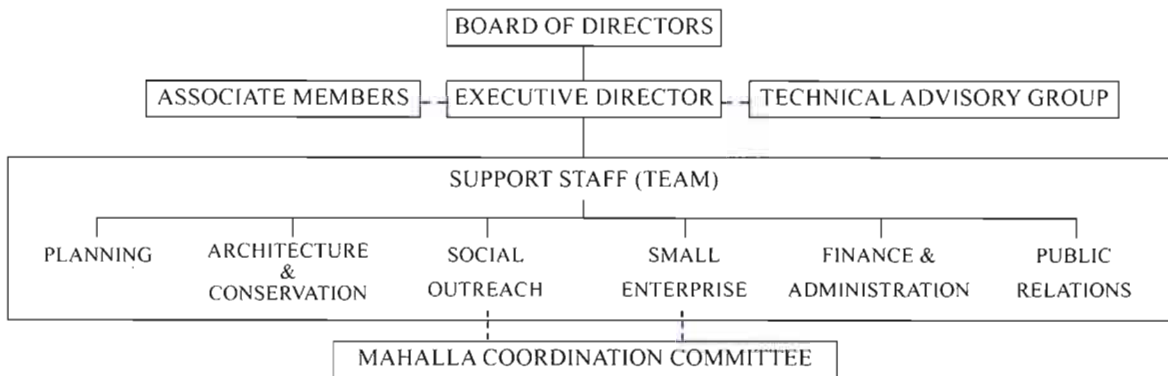 BOARD OF DIRECTORS
ASSOCIATE MEMBERS
EXECUTIVE DIRECTOR
TECHNICAL ADVISORY GROUP
SUPPORT STAFF (TEAM)
PLANNING
ARCHITECTURE
&
CONSERVATION
SOCIAL
OUTREACH
SMALL
ENTERPRISE
FINANCE &
ADMINISTRATION
PUBLIC
RELATIONS
MAHALLA COORDINATION COMMITTEE